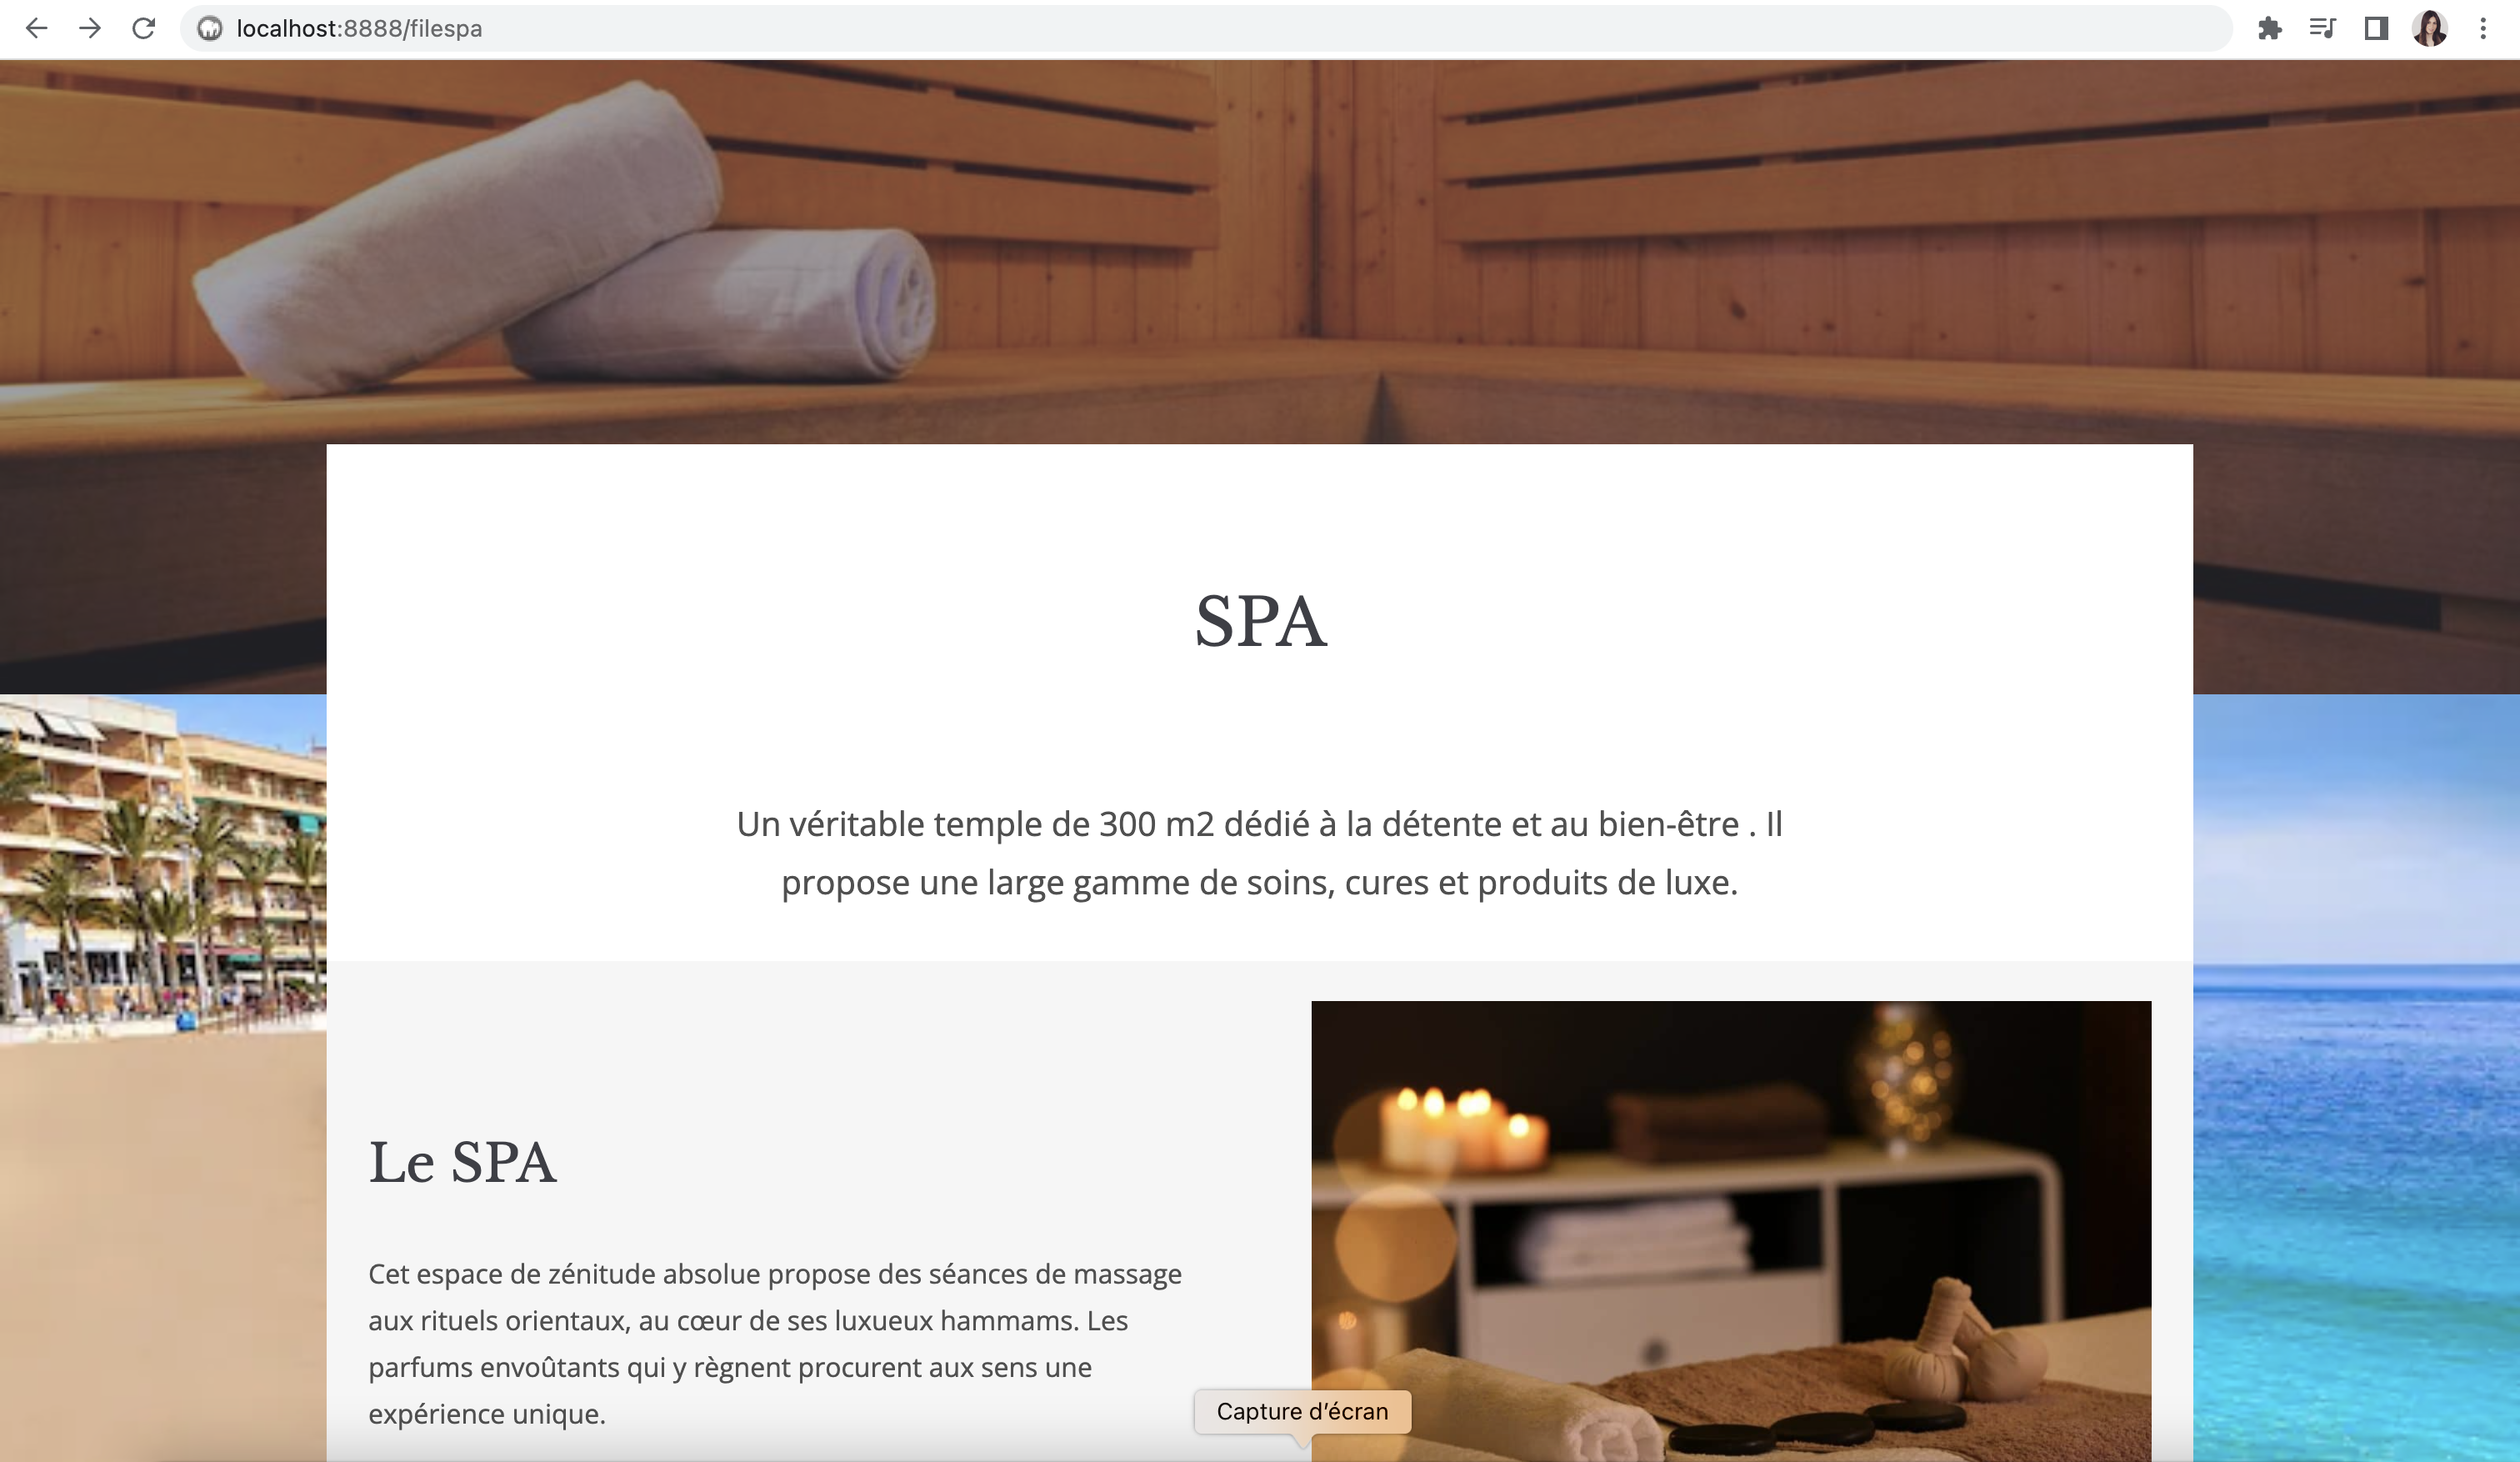 localhost:8888/filespa
SPA
Un véritable temple de 300 m2 dédié à la détente et au bien-être . Il
propose une large gamme de soins, cures et produits de luxe.
Le SPA
Cet espace de zénitude absolue propose des séances de massage
aux rituels orientaux, au cœur de ses luxueux hammams. Les
parfums envoûtants qui y règnent procurent aux sens une
expérience unique.
Capture d’écran